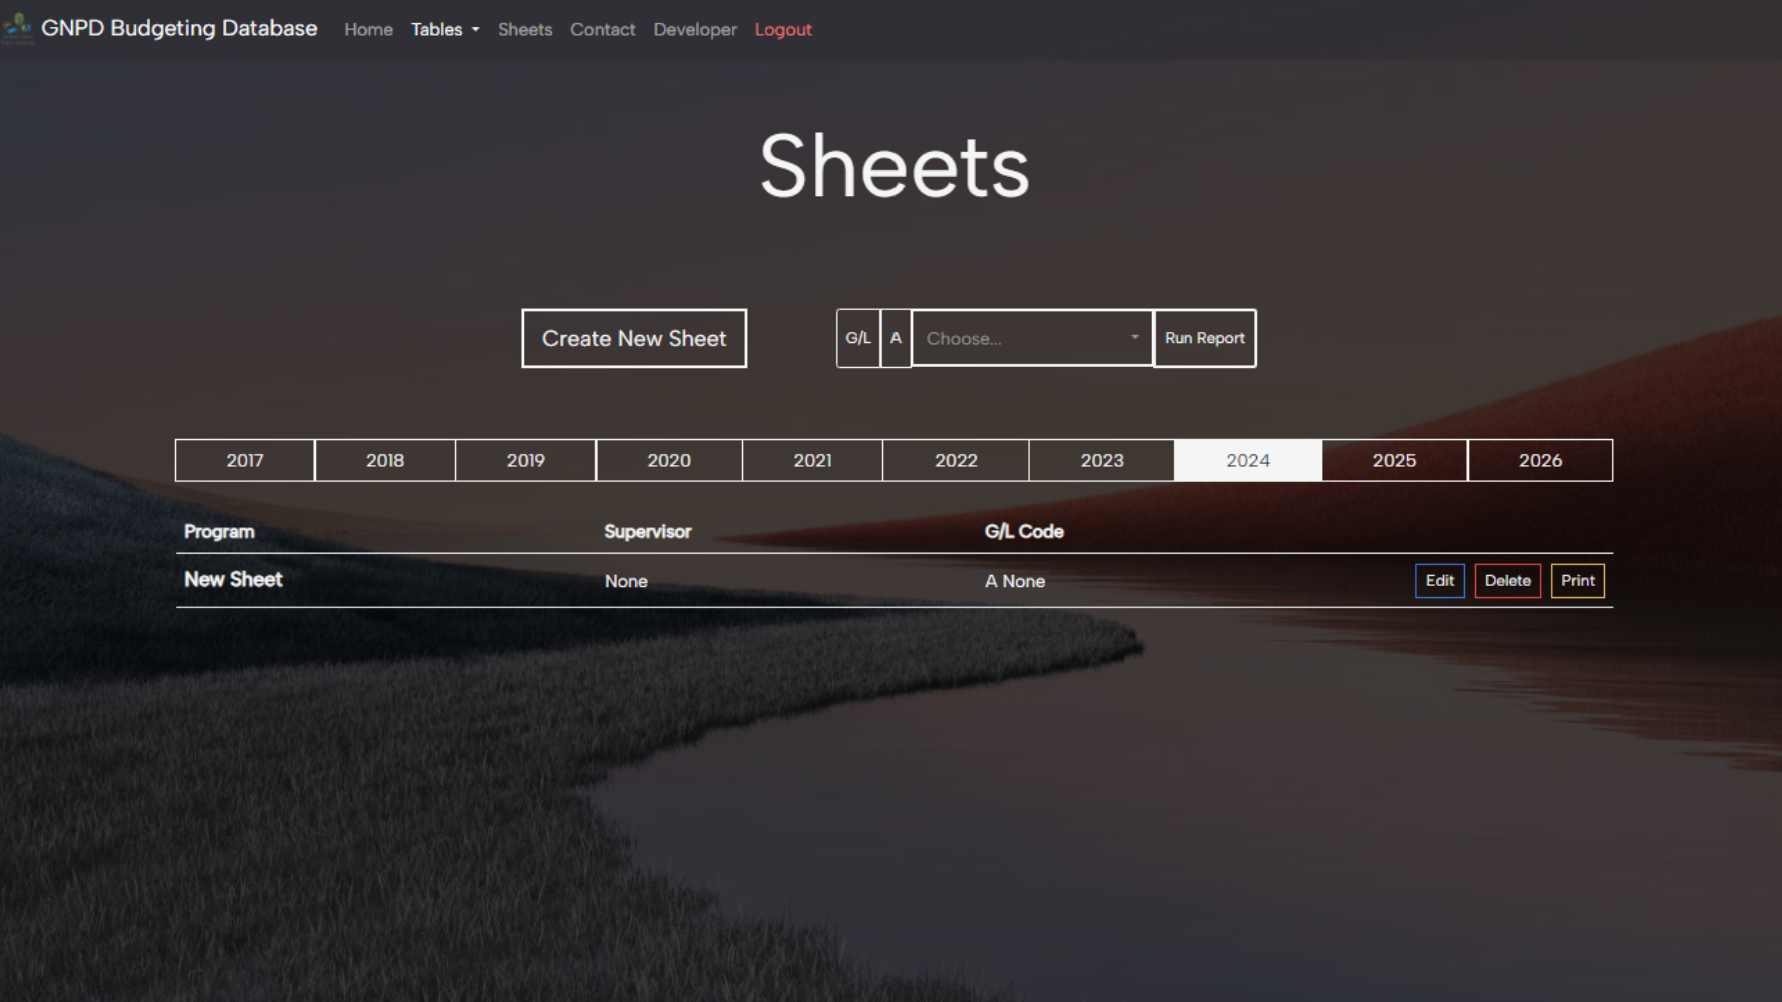 GNPD Budgeting Database Home Tables Sheets Contact Developer Logout
Sheets
Create New Sheet G/L A Choose... Run Report
2017 2018 2019 2020 2021 2022 2023 2024 2025 2026
Program Supervisor G/L Code
New Sheet None A None Edit Delete Print